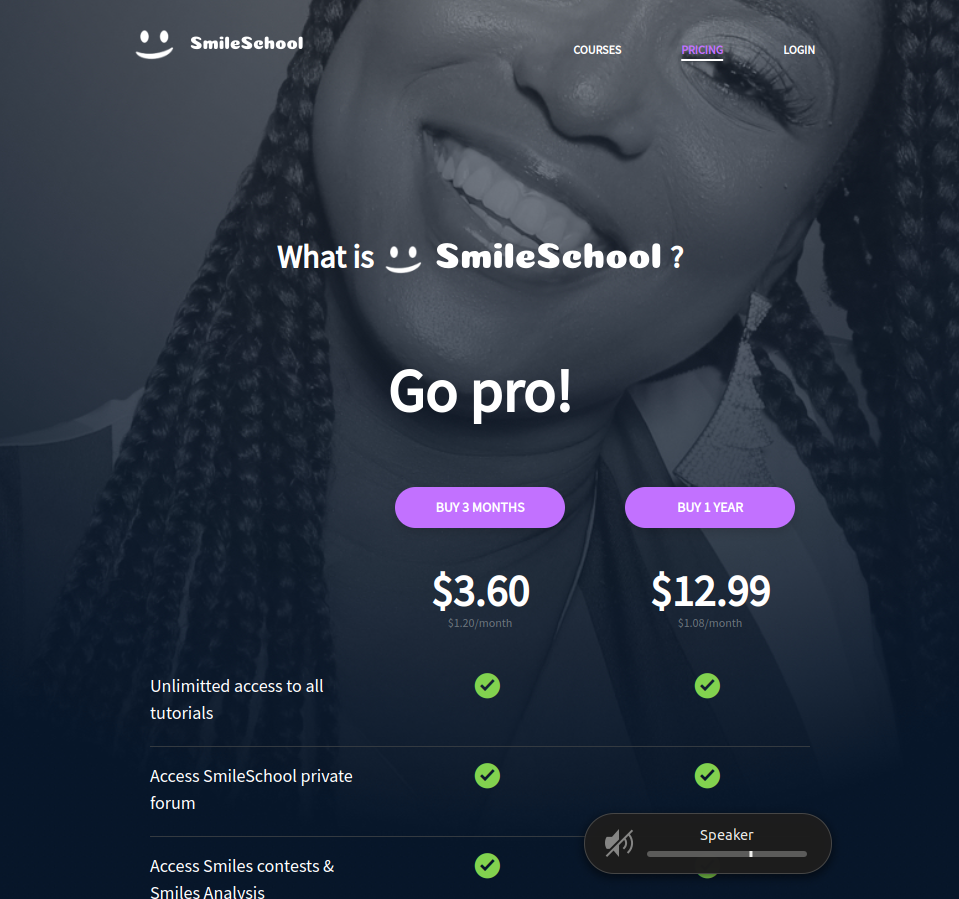 SmileSchool
COURSES
PRICING
LOGIN
What is SmileSchool ?
Go pro!
BUY 3 MONTHS
BUY 1 YEAR
$3.60
$12.99
$1.20/month
$1.08/month
Unlimitted access to all
tutorials
Access SmileSchool private
forum
Speaker
Access Smiles contests &
Smiles Analysis